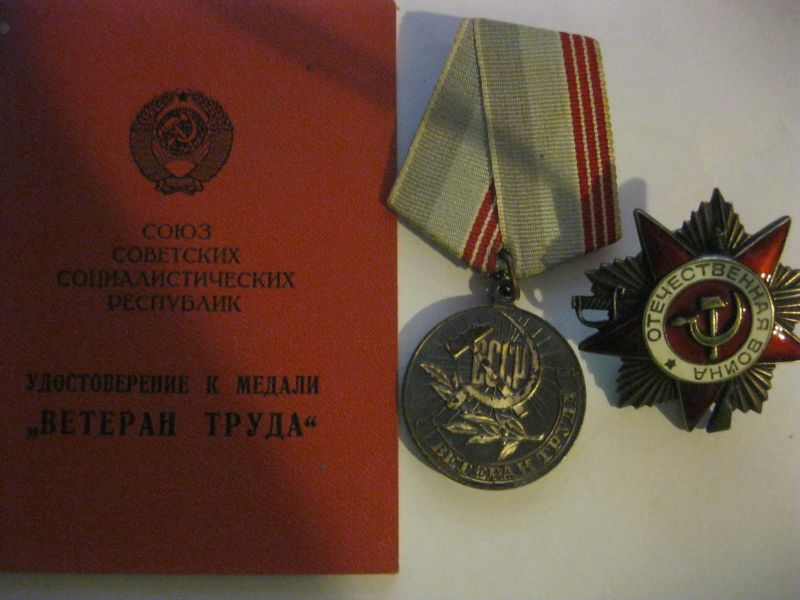 СОЮЗ
СОВЕТСКИХ
СОЦИАЛИСТИЧЕСКИХ
РЕСПУБЛИК
УДОСТОВЕРЕНИЕ К МЕДАЛИ
„ВЕТЕРАН ТРУДА“
СССР
ВЕТЕРАН ТРУДА
ОТЕЧЕСТВЕННАЯ ВОЙНА